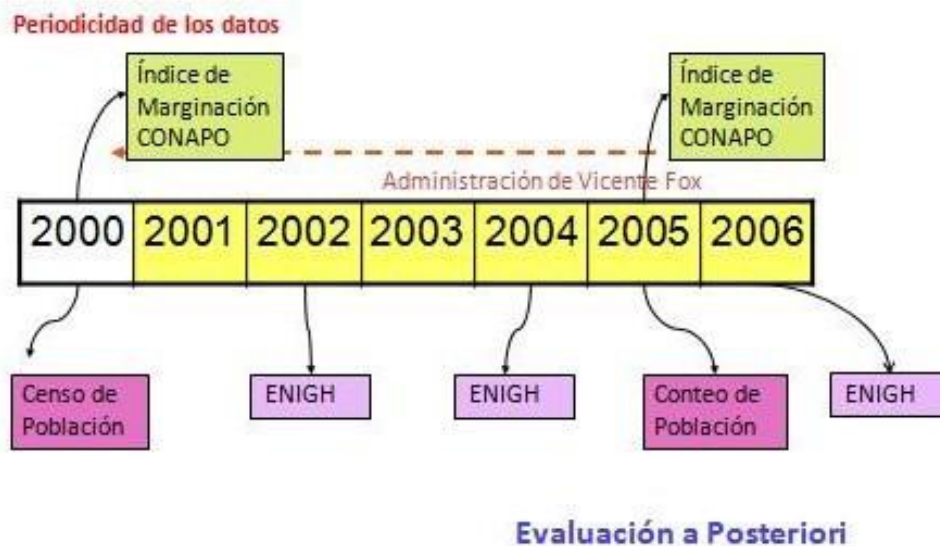 Periodicidad de los datos
Índice de
Marginación
CONAPO
Índice de
Marginación
CONAPO
Administración de Vicente Fox
2000 2001 2002 2003 2004 2005 2006
Censo de
Población
ENIGH
ENIGH
Conteo de
Población
ENIGH
Evaluación a Posteriori